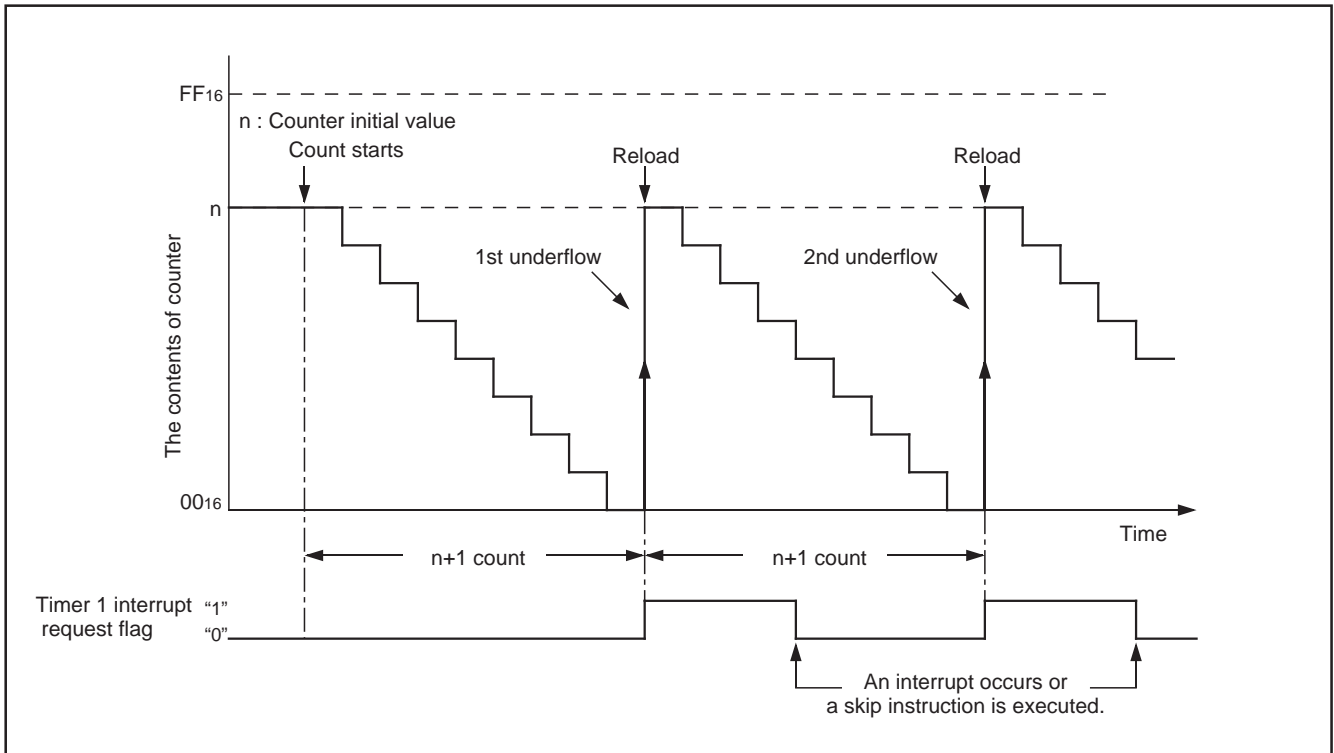 FF16
n : Counter initial value
Count starts
Reload
Reload
n
1st underflow
2nd underflow
The contents of counter
0016
Time
n+1 count
n+1 count
Timer 1 interrupt
request flag
“1”
“0”
An interrupt occurs or
a skip instruction is executed.